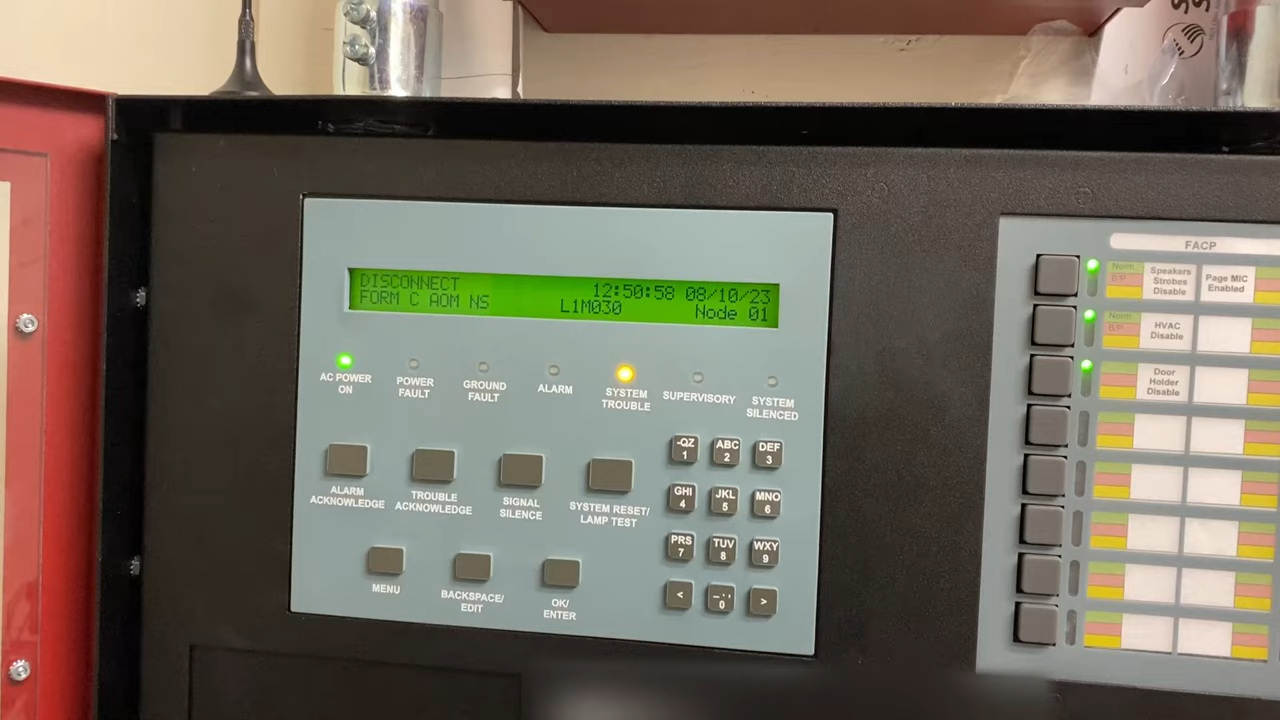 DISCONNECT
12:50:58 08/10/23
FORM C AOM NS L1M030 Node 01
AC POWER
ON
POWER
FAULT
GROUND
FAULT
ALARM
SYSTEM
TROUBLE
SUPERVISORY
SYSTEM
SILENCED
ALARM
ACKNOWLEDGE
TROUBLE
ACKNOWLEDGE
SIGNAL
SILENCE
SYSTEM RESET/
LAMP TEST
MENU
BACKSPACE/
EDIT
OK/
ENTER
-QZ
1
ABC
2
DEF
3
GHI
4
JKL
5
MNO
6
PRS
7
TUV
8
WXY
9
<
_.,
0
>
FACP
Norm
B/P
Speakers
Strobes
Disable
Page MIC
Enabled
Norm
B/P
HVAC
Disable
Door
Holder
Disable